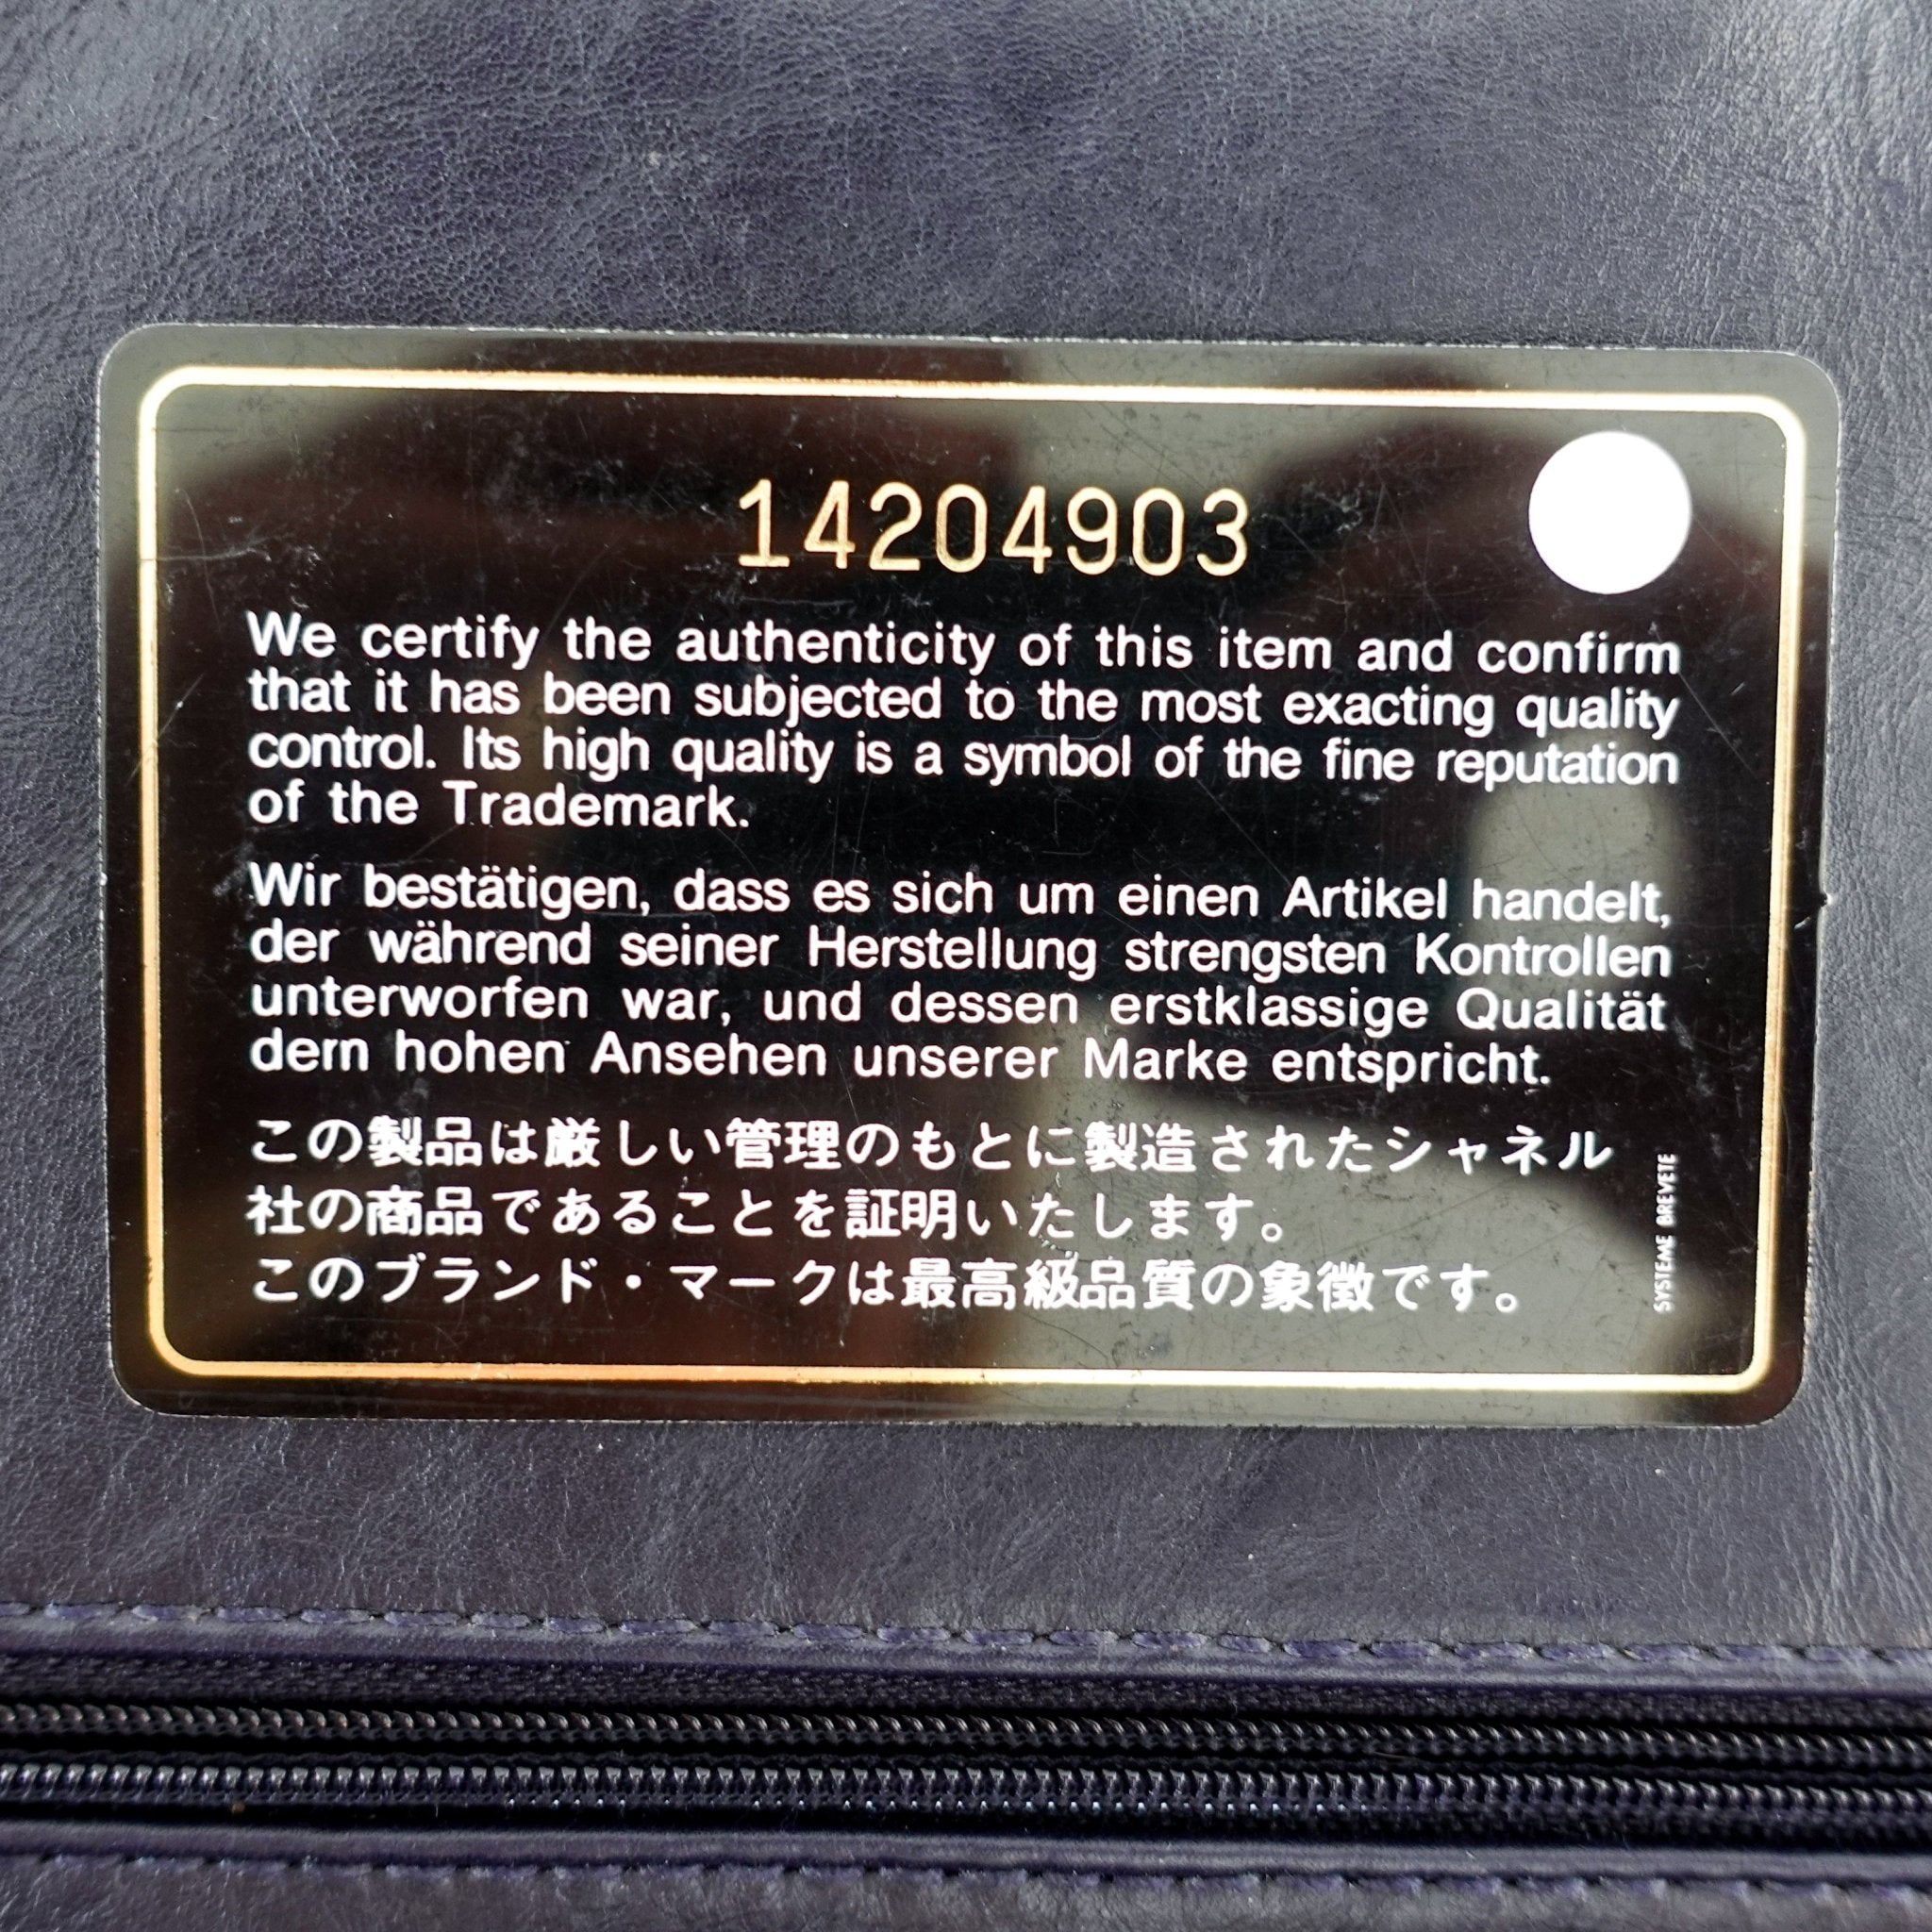 14204903
We certify the authenticity of this item and confirm
that it has been subjected to the most exacting quality
control. Its high quality is a symbol of the fine reputation
of the Trademark.
Wir bestätigen, dass es sich um einen Artikel handelt,
der während seiner Herstellung strengsten Kontrollen
unterworfen war, und dessen erstklassige Qualität
dem hohen Ansehen unserer Marke entspricht.
この製品は厳しい管理のもとに製造されたシャネル
社の商品であることを証明いたします。
このブランド・マークは最高級品質の象徴です。
SYSTEME BREVETE